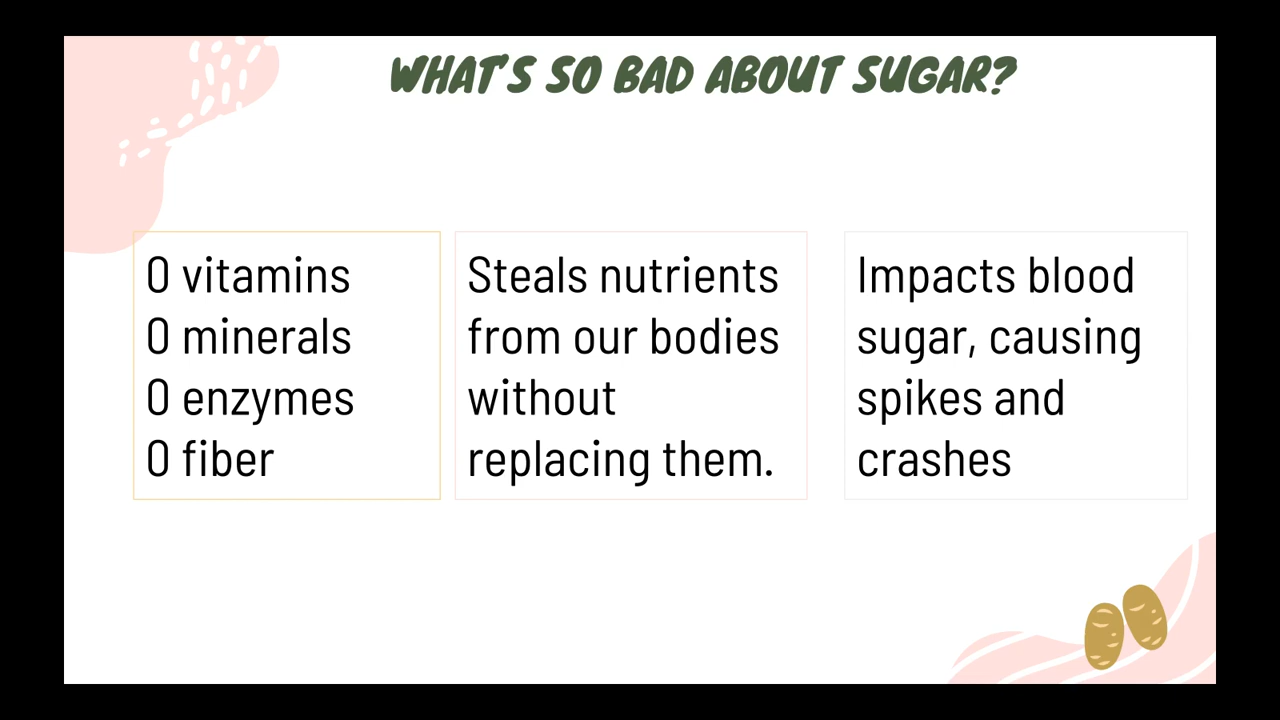 WHAT'S SO BAD ABOUT SUGAR?
0 vitamins
0 minerals
0 enzymes
0 fiber
Steals nutrients
from our bodies
without
replacing them.
Impacts blood
sugar, causing
spikes and
crashes